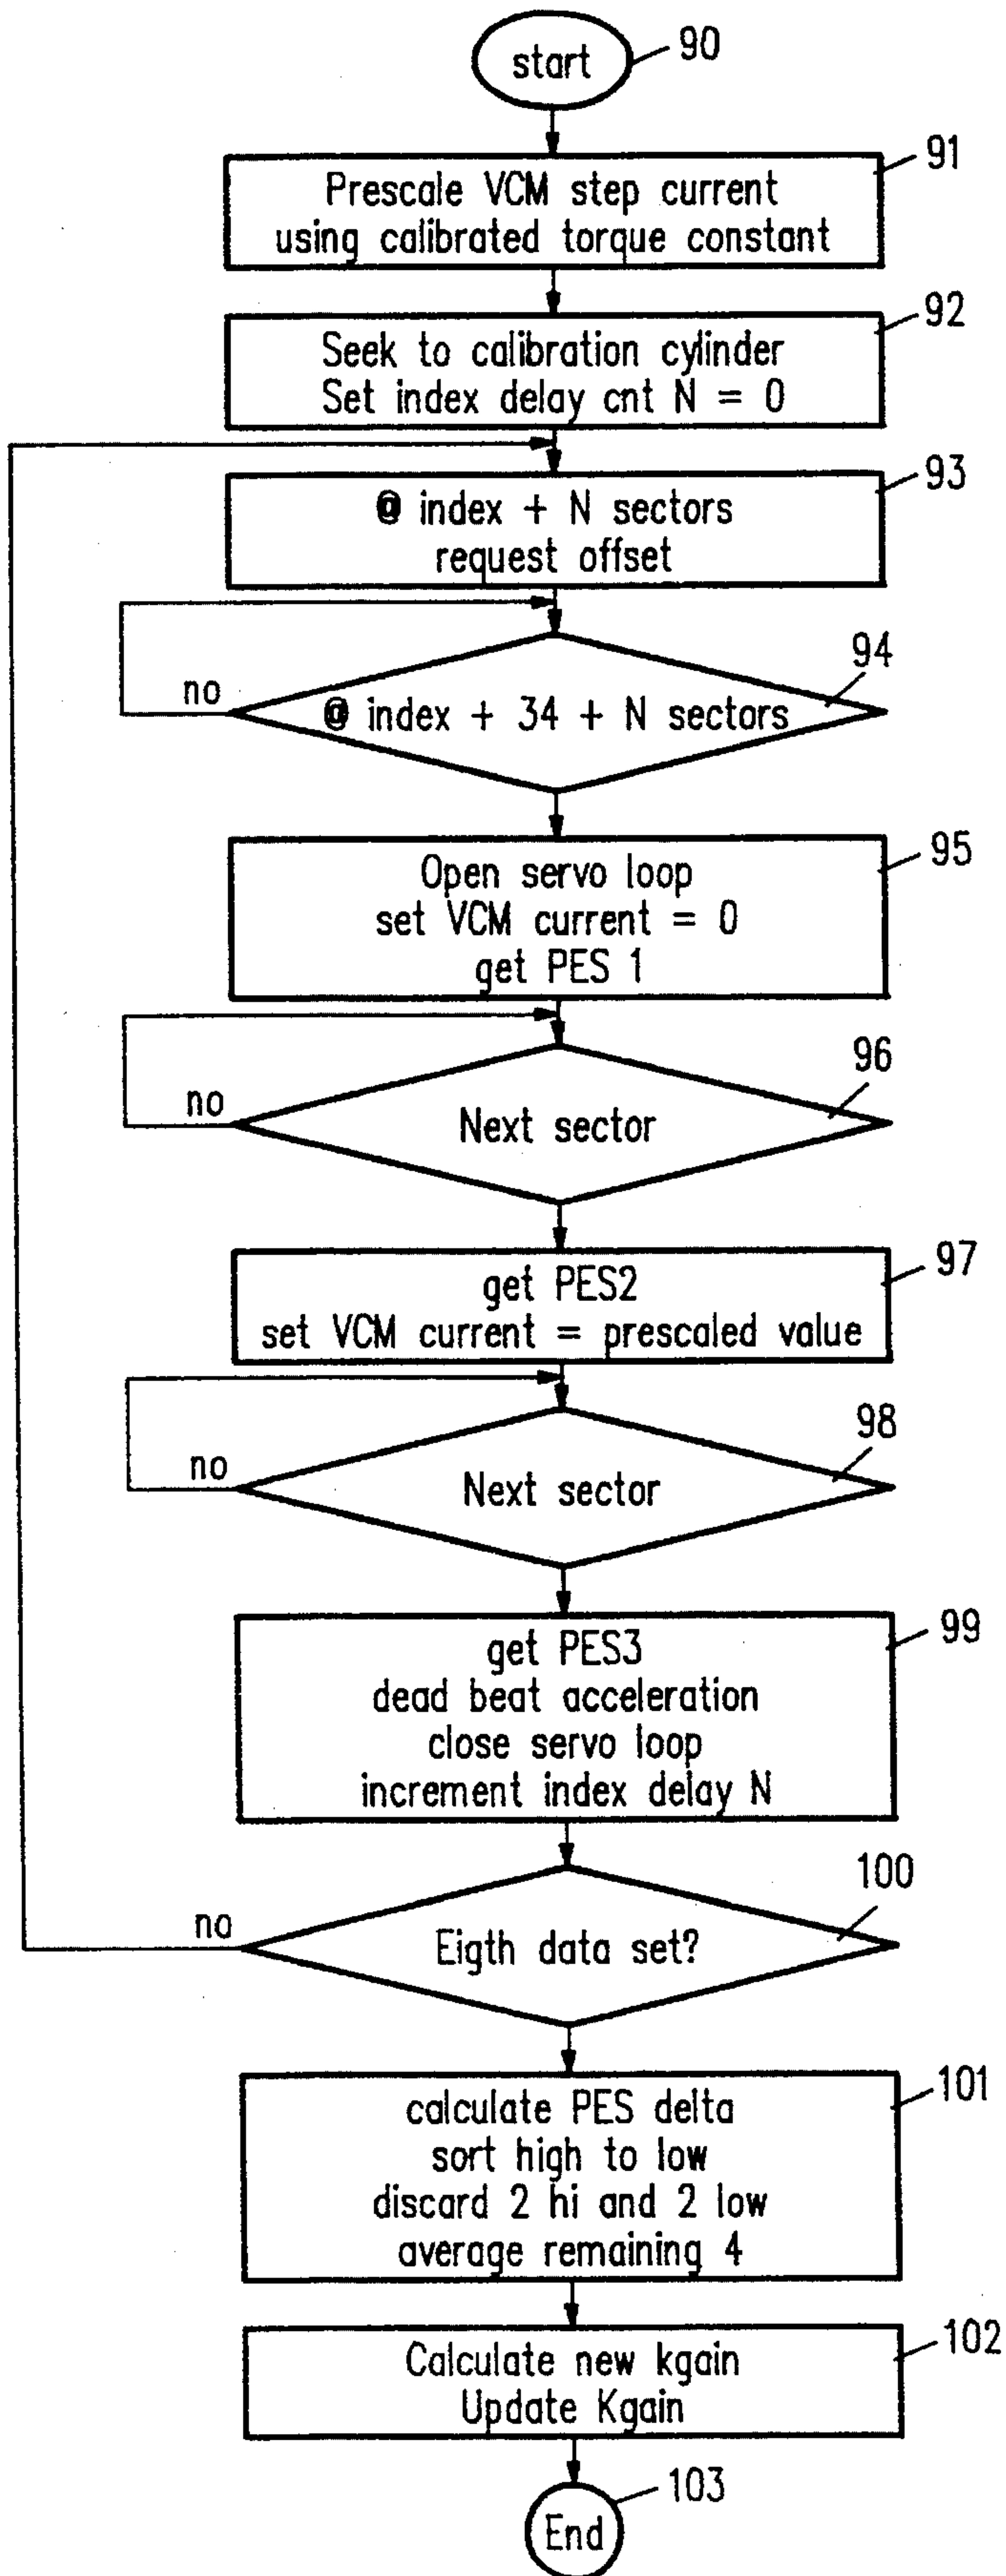 start
90
91
Prescale VCM step current
using calibrated torque constant
92
Seek to calibration cylinder
Set index delay cnt N = 0
93
@ index + N sectors
request offset
94
no
@ index + 34 + N sectors
95
Open servo loop
set VCM current = 0
get PES 1
96
no
Next sector
97
get PES2
set VCM current = prescaled value
98
no
Next sector
99
get PES3
dead beat acceleration
close servo loop
increment index delay N
100
no
Eigth data set?
101
calculate PES delta
sort high to low
discard 2 hi and 2 low
average remaining 4
102
Calculate new kgain
Update Kgain
103
End